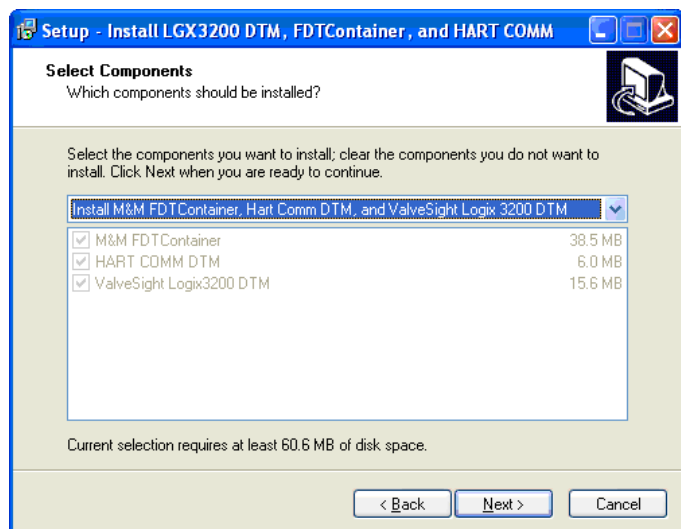 Setup - Install LGX3200 DTM, FDTContainer, and HART COMM
Select Components
Which components should be installed?
Select the components you want to install; clear the components you do not want to
install. Click Next when you are ready to continue.
Install M&M FDTContainer, Hart Comm DTM, and ValveSight Logix 3200 DTM
M&M FDTContainer 38.5 MB
HART COMM DTM 6.0 MB
ValveSight Logix3200 DTM 15.6 MB
Current selection requires at least 60.6 MB of disk space.
< Back Next > Cancel